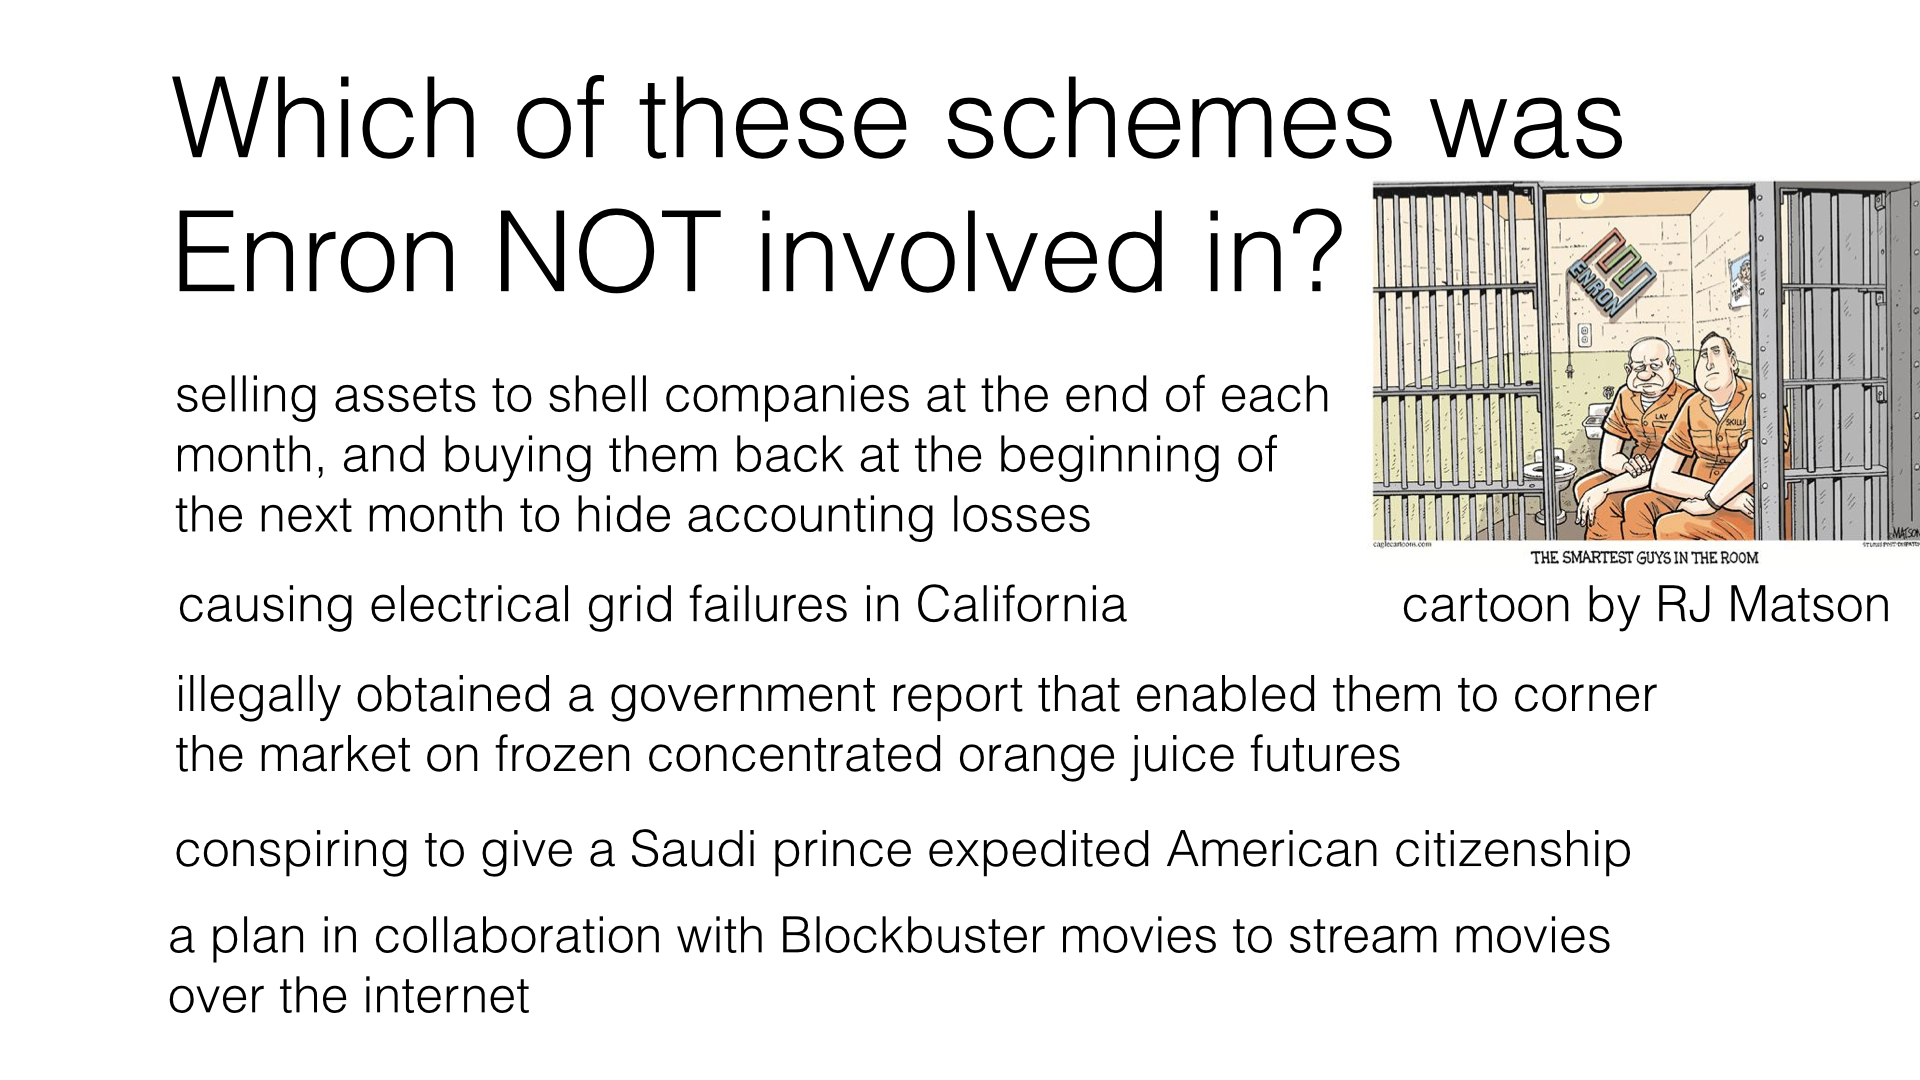 Which of these schemes was
Enron NOT involved in?
ENRON
LAY
SKILL
MATSON
caglecartoons.com
THE SMARTEST GUYS IN THE ROOM
cartoon by RJ Matson
selling assets to shell companies at the end of each
month, and buying them back at the beginning of
the next month to hide accounting losses
causing electrical grid failures in California
illegally obtained a government report that enabled them to corner
the market on frozen concentrated orange juice futures
conspiring to give a Saudi prince expedited American citizenship
a plan in collaboration with Blockbuster movies to stream movies
over the internet